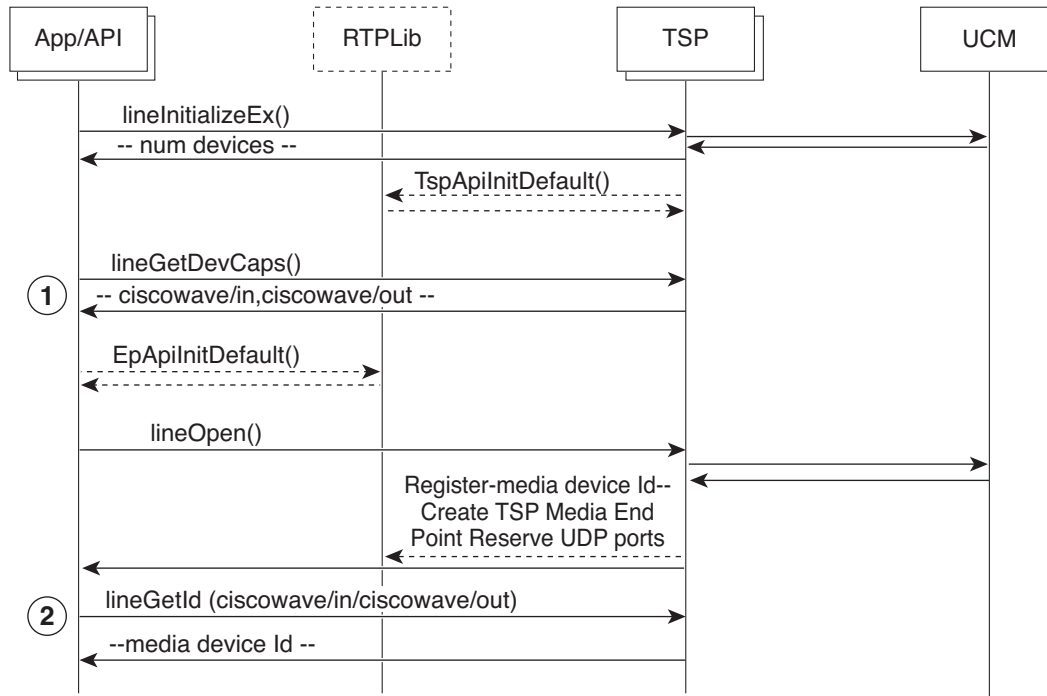 App/API
RTPLib
TSP
UCM
lineInitializeEx()
-- num devices --
TspApiInitDefault()
lineGetDevCaps()
1
-- ciscowave/in,ciscowave/out --
EpApiInitDefault()
lineOpen()
Register-media device Id--
Create TSP Media End
Point Reserve UDP ports
2
lineGetId (ciscowave/in/ciscowave/out)
--media device Id --